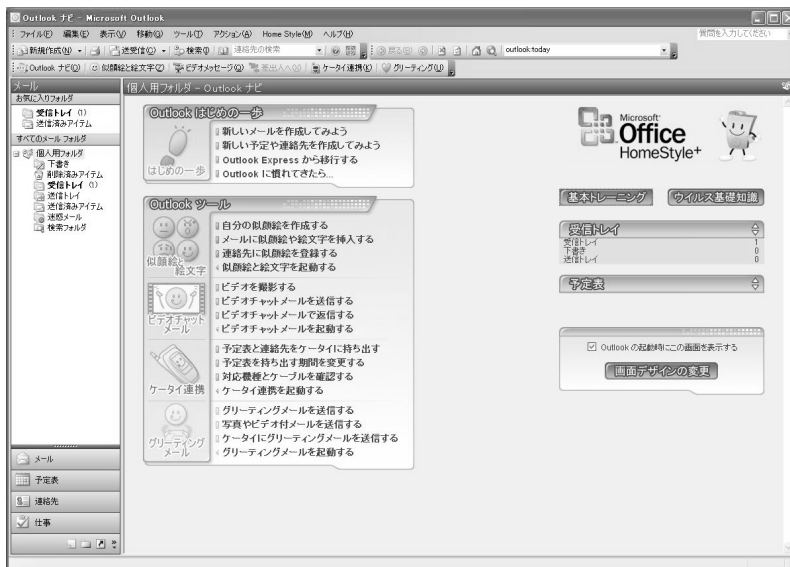 Outlook ナビ - Microsoft Outlook
ファイル(F) 編集(E) 表示(V) 移動(G) ツール(T) アクション(A) Home Style(M) ヘルプ(H)
質問を入力してください
新規作成(N) 送受信(C) 検索(I) 連絡先の検索 戻る(B) outlook:today
Outlook ナビ(Q) 似顔絵と絵文字(Z) ビデオメッセージ(Q) 差出人へ(X) ケータイ連携(K) グリーティング(U)
メール
個人用フォルダ - Outlook ナビ
お気に入りフォルダ
受信トレイ (1)
送信済みアイテム
すべてのメール フォルダ
個人用フォルダ
下書き
削除済みアイテム
受信トレイ (1)
送信トレイ
送信済みアイテム
迷惑メール
検索フォルダ
メール
予定表
連絡先
仕事
Outlook はじめの一歩
はじめの一歩
新しいメールを作成してみよう
新しい予定や連絡先を作成してみよう
Outlook Express から移行する
Outlook に慣れてきたら...
Outlook ツール
似顔絵と
絵文字
自分の似顔絵を作成する
メールに似顔絵や絵文字を挿入する
連絡先に似顔絵を登録する
似顔絵と絵文字を起動する
ビデオチャット
メール
ビデオを撮影する
ビデオチャットメールを送信する
ビデオチャットメールで返信する
ビデオチャットメールを起動する
ケータイ連携
予定表と連絡先をケータイに持ち出す
予定表を持ち出す期間を変更する
対応機種とケーブルを確認する
ケータイ連携を起動する
グリーティング
メール
グリーティングメールを送信する
写真やビデオ付メールを送信する
ケータイにグリーティングメールを送信する
グリーティングメールを起動する
Microsoft
Office
HomeStyle+
基本トレーニング ウイルス基礎知識
受信トレイ
受信トレイ 1
下書き 0
送信トレイ 0
予定表
Outlook の起動時にこの画面を表示する
画面デザインの変更